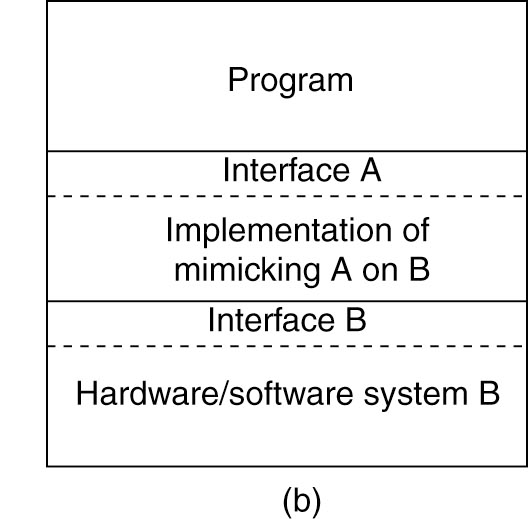 Program
Interface A
Implementation of
mimicking A on B
Interface B
Hardware/software system B
(b)